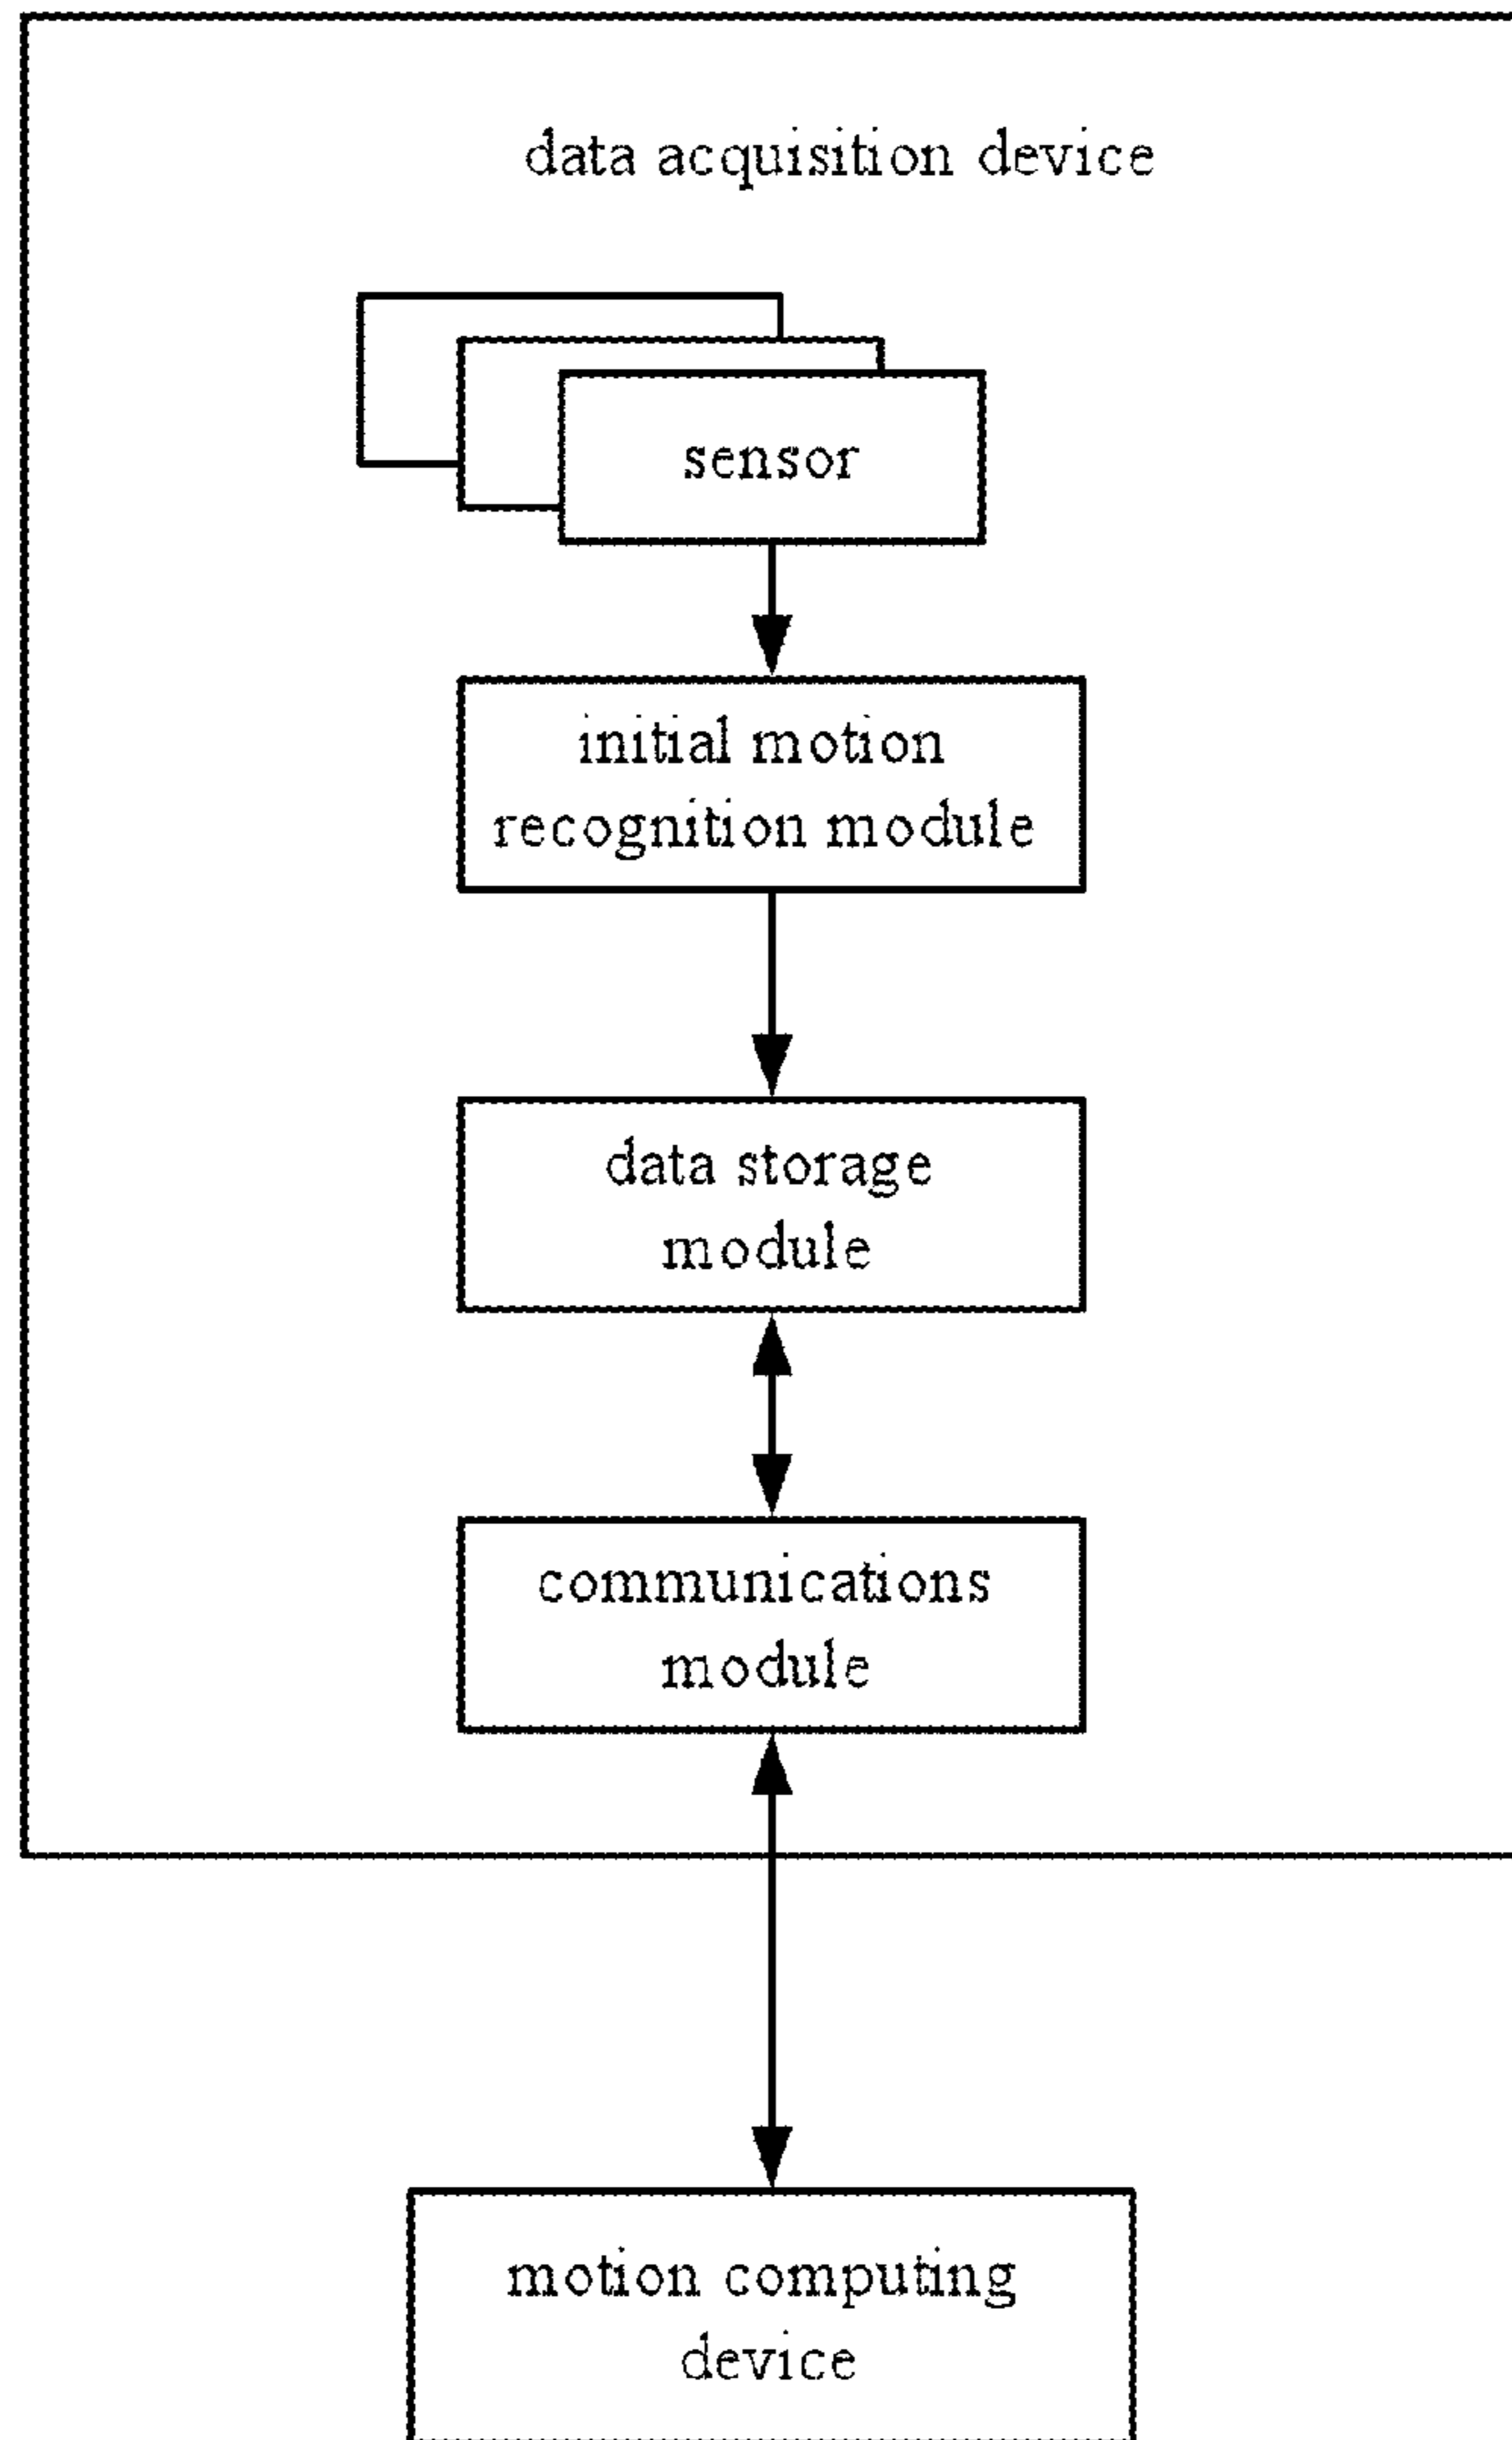 data acquisition device
sensor
initial motion
recognition module
data storage
module
communications
module
motion computing
device